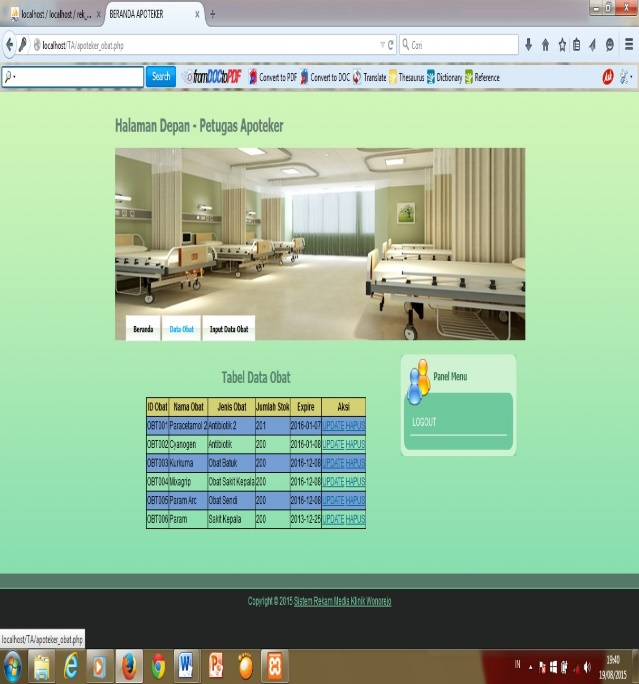 localhost / localhost / rek_...
BERANDA APOTEKER
localhost/TA/apoteker_obat.php
Cari
Search
fromDOCtoPDF
Convert to PDF
Convert to DOC
Translate
Thesaurus
Dictionary
Reference
Halaman Depan - Petugas Apoteker
Beranda
Data Obat
Input Data Obat
Tabel Data Obat
Panel Menu
LOGOUT
ID Obat Nama Obat Jenis Obat Jumlah Stok Expire Aksi
OBT001 Paracetamol 2 Antibiotik 2 201 2016-01-07 UPDATE HAPUS
OBT002 Cyanogen Antibiotik 200 2016-01-08 UPDATE HAPUS
OBT003 Kurkuma Obat Batuk 200 2016-12-08 UPDATE HAPUS
OBT004 Mixagrip Obat Sakit Kepala 200 2016-12-08 UPDATE HAPUS
OBT005 Param Arc Obat Sendi 200 2016-12-08 UPDATE HAPUS
OBT006 Param Sakit Kepala 200 2013-12-25 UPDATE HAPUS
Copyright © 2015 Sistem Rekam Medis Klinik Wonorejo
localhost/TA/apoteker_obat.php
IN
19:40
19/08/2015